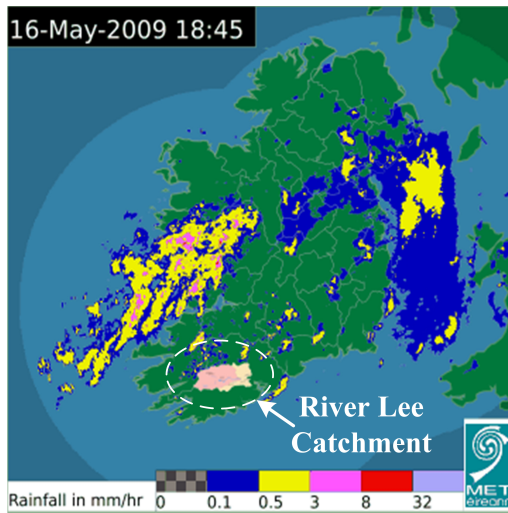 16-May-2009 18:45
River Lee
Catchment
Rainfall in mm/hr
0 0.1 0.5 3 8 32
MET
éireann